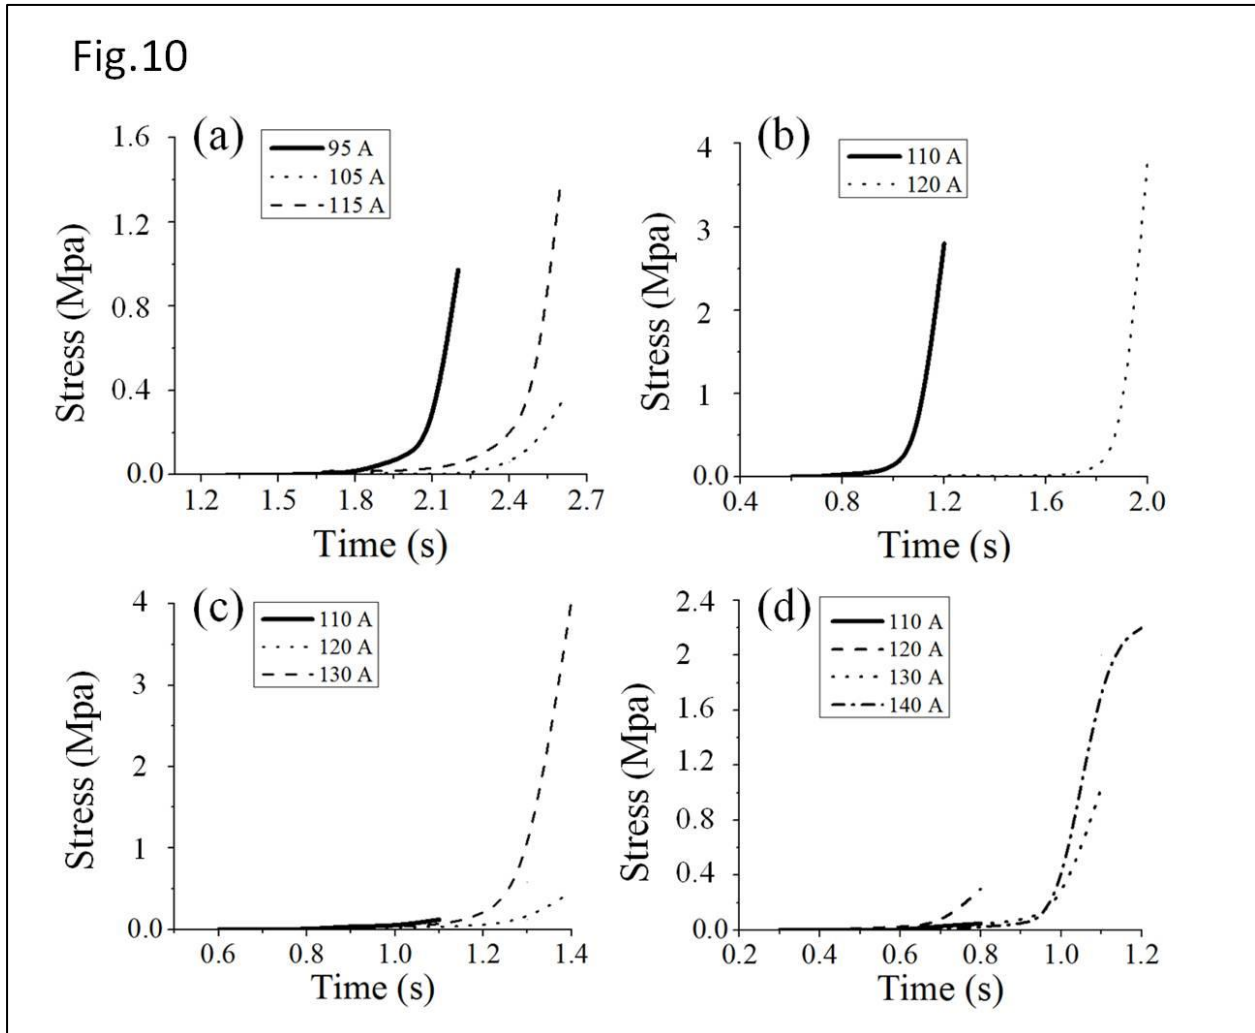 Fig.10
(a)
95 A
105 A
115 A
1.6
1.2
0.8
0.4
0.0
Stress (Mpa)
1.2 1.5 1.8 2.1 2.4 2.7
Time (s)
(b)
110 A
120 A
4
3
2
1
0.0
Stress (Mpa)
0.4 0.8 1.2 1.6 2.0
Time (s)
(c)
110 A
120 A
130 A
4
3
2
1
0.0
Stress (Mpa)
0.6 0.8 1.0 1.2 1.4
Time (s)
(d)
110 A
120 A
130 A
140 A
2.4
2
1.6
1.2
0.8
0.4
0.0
Stress (Mpa)
0.2 0.4 0.6 0.8 1.0 1.2
Time (s)